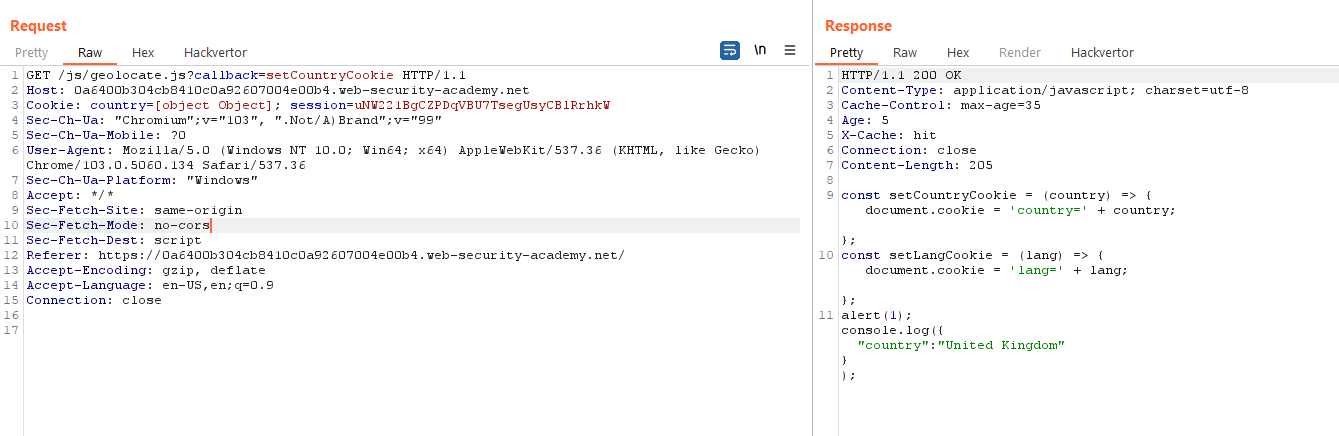 Request
Pretty Raw Hex Hackvertor \n
1 GET /js/geolocate.js?callback=setCountryCookie HTTP/1.1
2 Host: 0a6400b304cb8410c0a92607004e00b4.web-security-academy.net
3 Cookie: country=[object Object]; session=uNW221BgCZPDqVBU7TsegUsyCBlRrhkW
4 Sec-Ch-Ua: "Chromium";v="103", ".Not/A)Brand";v="99"
5 Sec-Ch-Ua-Mobile: ?0
6 User-Agent: Mozilla/5.0 (Windows NT 10.0; Win64; x64) AppleWebKit/537.36 (KHTML, like Gecko)
Chrome/103.0.5060.134 Safari/537.36
7 Sec-Ch-Ua-Platform: "Windows"
8 Accept: */*
9 Sec-Fetch-Site: same-origin
10 Sec-Fetch-Mode: no-cors
11 Sec-Fetch-Dest: script
12 Referer: https://0a6400b304cb8410c0a92607004e00b4.web-security-academy.net/
13 Accept-Encoding: gzip, deflate
14 Accept-Language: en-US,en;q=0.9
15 Connection: close
16
17
Response
Pretty Raw Hex Render Hackvertor
1 HTTP/1.1 200 OK
2 Content-Type: application/javascript; charset=utf-8
3 Cache-Control: max-age=35
4 Age: 5
5 X-Cache: hit
6 Connection: close
7 Content-Length: 205
8
9 const setCountryCookie = (country) => {
document.cookie = 'country=' + country;
};
10 const setLangCookie = (lang) => {
document.cookie = 'lang=' + lang;
};
11 alert(1);
console.log({
"country":"United Kingdom"
}
);